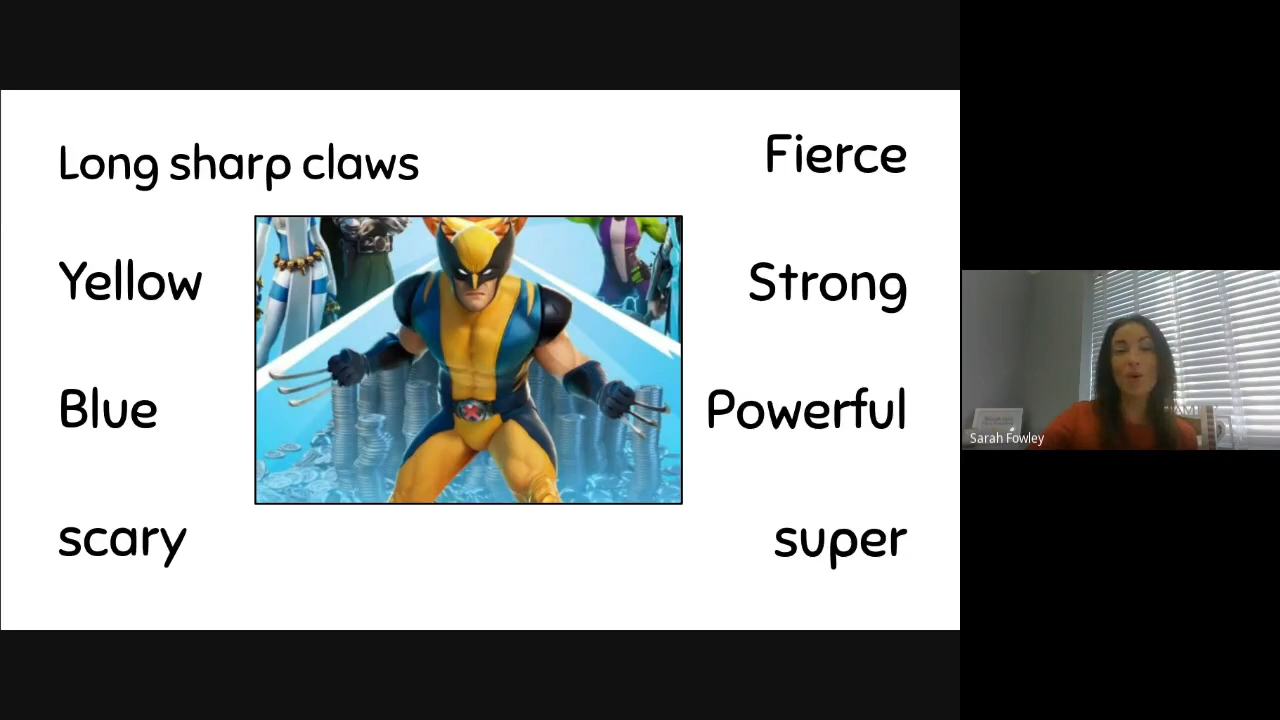 Long sharp claws
Fierce
Yellow
Strong
Blue
Powerful
scary
super
Sarah Fowley